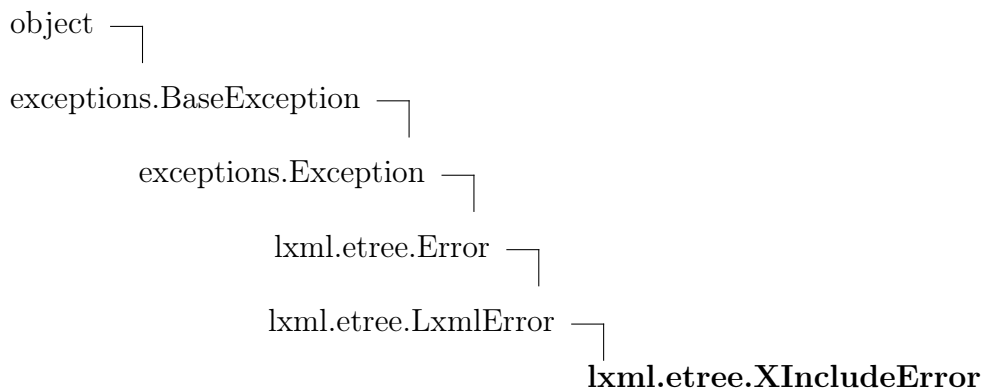 object
exceptions.BaseException
exceptions.Exception
lxml.etree.Error
lxml.etree.LxmlError
lxml.etree.XIncludeError